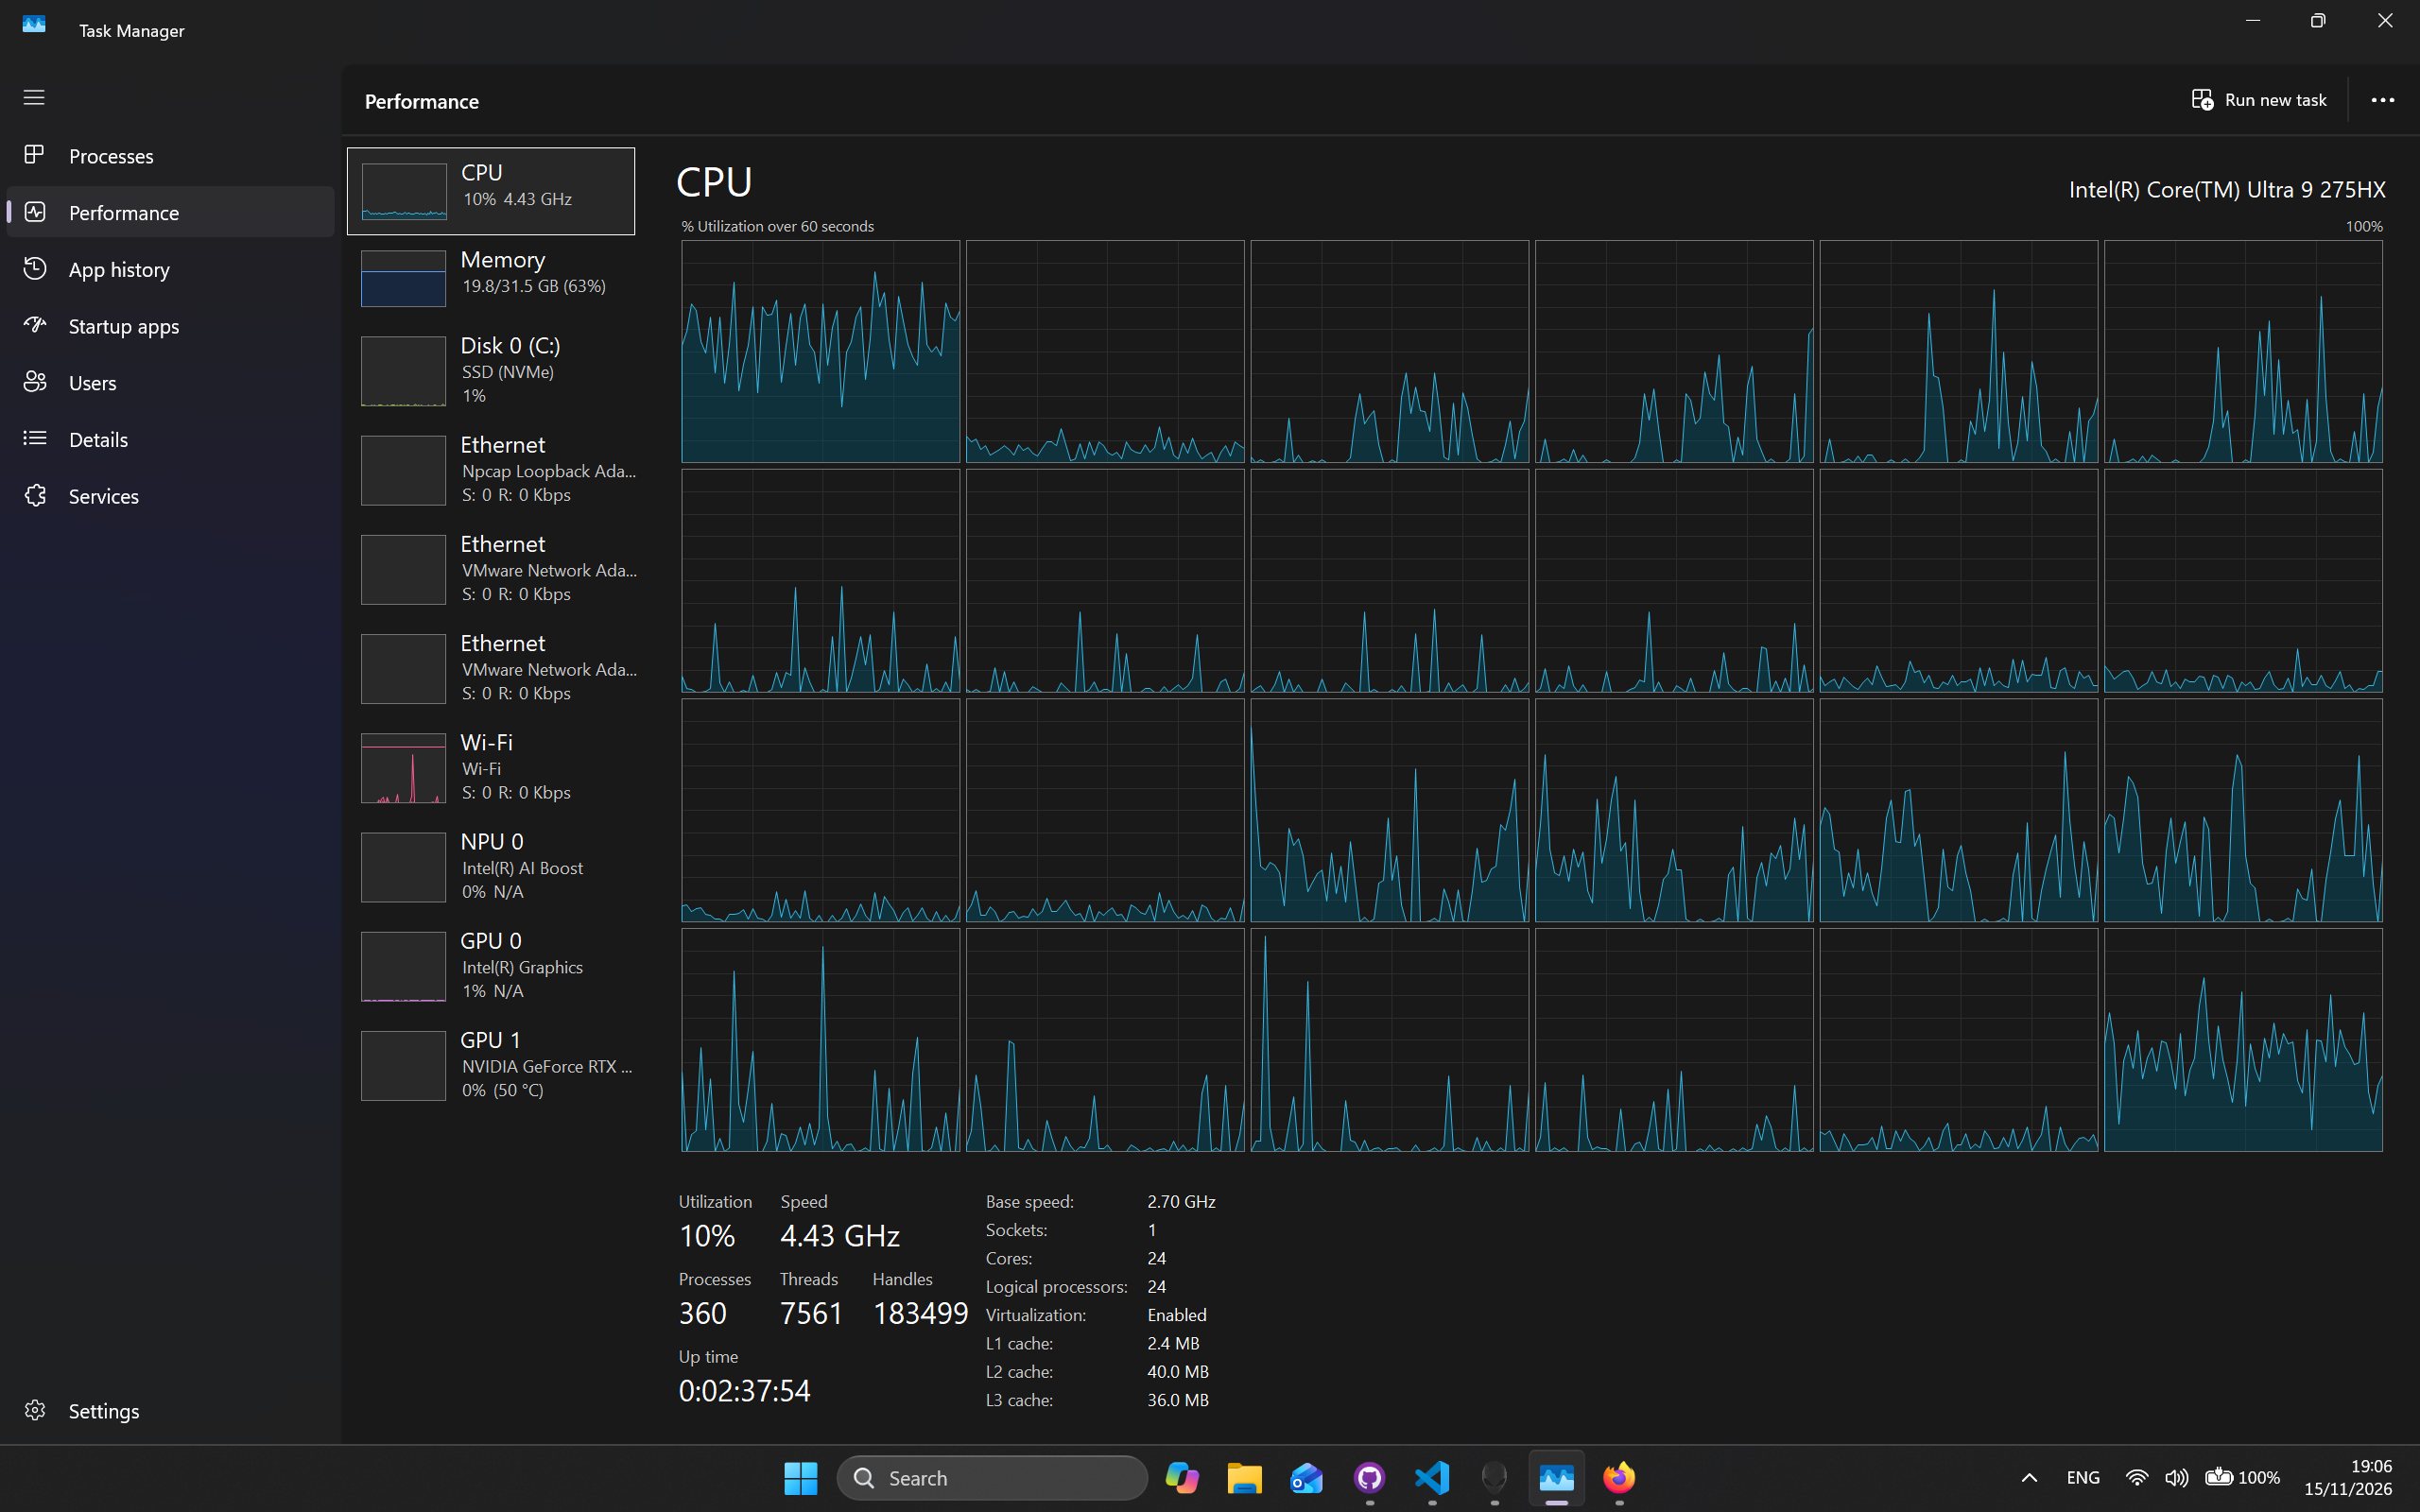 Task Manager
Performance
Run new task
Processes
Performance
App history
Startup apps
Users
Details
Services
Settings
CPU
10% 4.43 GHz
Memory
19.8/31.5 GB (63%)
Disk 0 (C:)
SSD (NVMe)
1%
Ethernet
Npcap Loopback Ada...
S: 0 R: 0 Kbps
Ethernet
VMware Network Ada...
S: 0 R: 0 Kbps
Ethernet
VMware Network Ada...
S: 0 R: 0 Kbps
Wi-Fi
Wi-Fi
S: 0 R: 0 Kbps
NPU 0
Intel(R) AI Boost
0% N/A
GPU 0
Intel(R) Graphics
1% N/A
GPU 1
NVIDIA GeForce RTX ...
0% (50 °C)
CPU
Intel(R) Core(TM) Ultra 9 275HX
% Utilization over 60 seconds
100%
Utilization Speed
10% 4.43 GHz
Processes Threads Handles
360 7561 183499
Up time
0:02:37:54
Base speed: 2.70 GHz
Sockets: 1
Cores: 24
Logical processors: 24
Virtualization: Enabled
L1 cache: 2.4 MB
L2 cache: 40.0 MB
L3 cache: 36.0 MB
Search
ENG
100%
19:06
15/11/2026